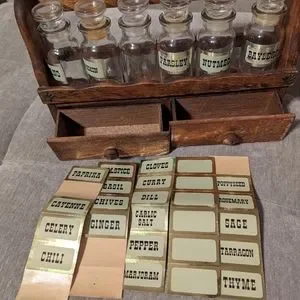 PARSLEY
NUTMEG
PAPRIKA
CAYENNE
CELERY
CHILI
ALLSPICE
BASIL
CHIVES
GINGER
CLOVES
CURRY
DILL
GARLIC
SALT
PEPPER
MARJORAM
POPPYSEED
ROSEMARY
SAGE
TARRAGON
THYME